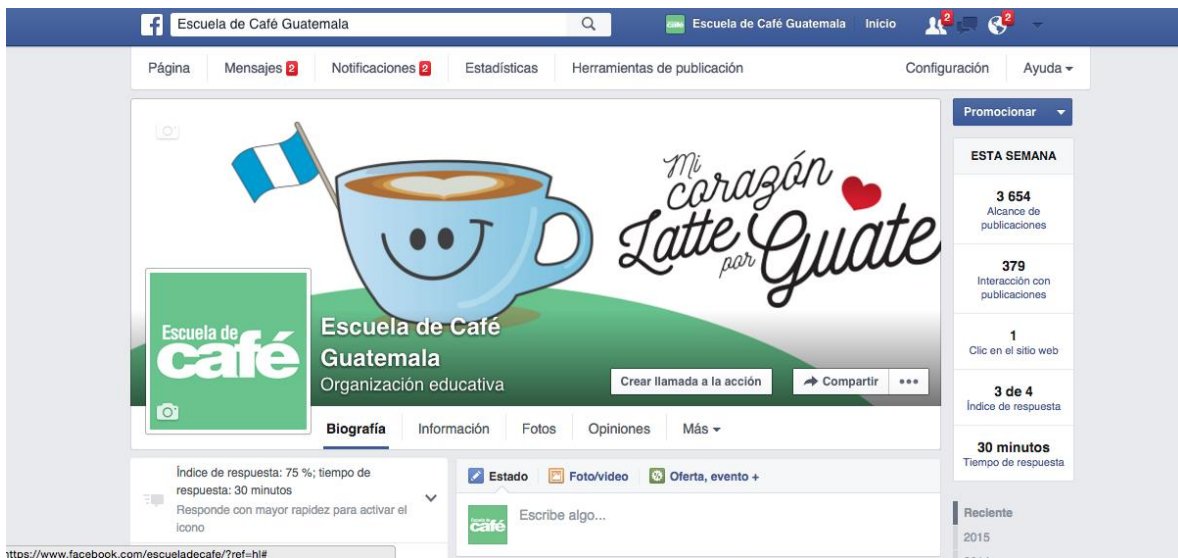 Escuela de Café Guatemala
Escuela de Café Guatemala Inicio 2 2
Página Mensajes 2 Notificaciones 2 Estadísticas Herramientas de publicación Configuración Ayuda
Promocionar
Mi
corazón
Latte
por
Guate
Escuela de
café
Escuela de Café
Guatemala
Organización educativa
Crear llamada a la acción Compartir
Biografía Información Fotos Opiniones Más
ESTA SEMANA
3 654
Alcance de
publicaciones
379
Interacción con
publicaciones
1
Clic en el sitio web
3 de 4
Índice de respuesta
30 minutos
Tiempo de respuesta
Reciente
2015
Índice de respuesta: 75 %; tiempo de
respuesta: 30 minutos
Responde con mayor rapidez para activar el
icono
Estado Foto/video Oferta, evento +
Escuela de
café
Escribe algo...
https://www.facebook.com/escueladecafe/?ref=hl#